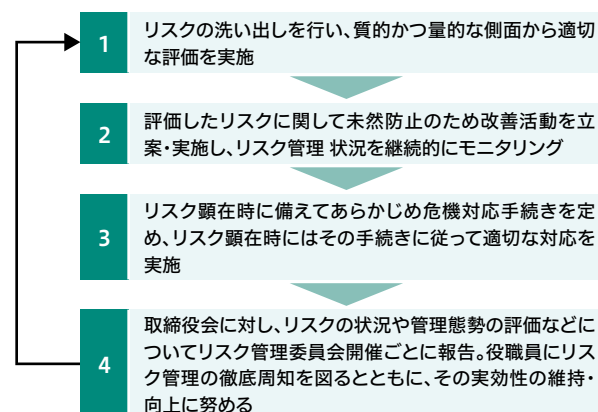 1
リスクの洗い出しを行い、質的かつ量的な側面から適切
な評価を実施
2
評価したリスクに関して未然防止のため改善活動を立
案・実施し、リスク管理 状況を継続的にモニタリング
3
リスク顕在時に備えてあらかじめ危機対応手続きを定
め、リスク顕在時にはその手続きに従って適切な対応を
実施
4
取締役会に対し、リスクの状況や管理態勢の評価などに
ついてリスク管理委員会開催ごとに報告。役職員にリス
ク管理の徹底周知を図るとともに、その実効性の維持・
向上に努める